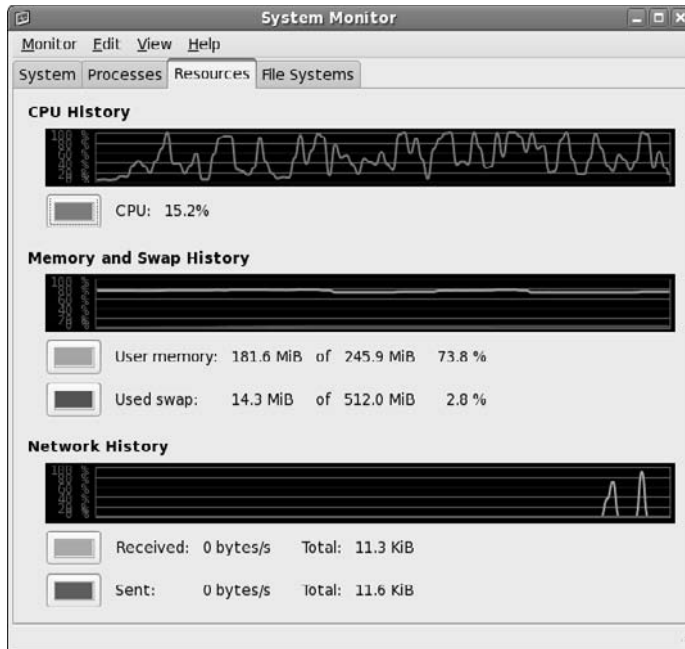 System Monitor
Monitor Edit View Help
System Processes Resources File Systems
CPU History
100 %
CPU: 15.2%
Memory and Swap History
100 %
User memory: 181.6 MiB of 245.9 MiB 73.8 %
Used swap: 14.3 MiB of 512.0 MiB 2.8 %
Network History
100 %
Received: 0 bytes/s Total: 11.3 KiB
Sent: 0 bytes/s Total: 11.6 KiB